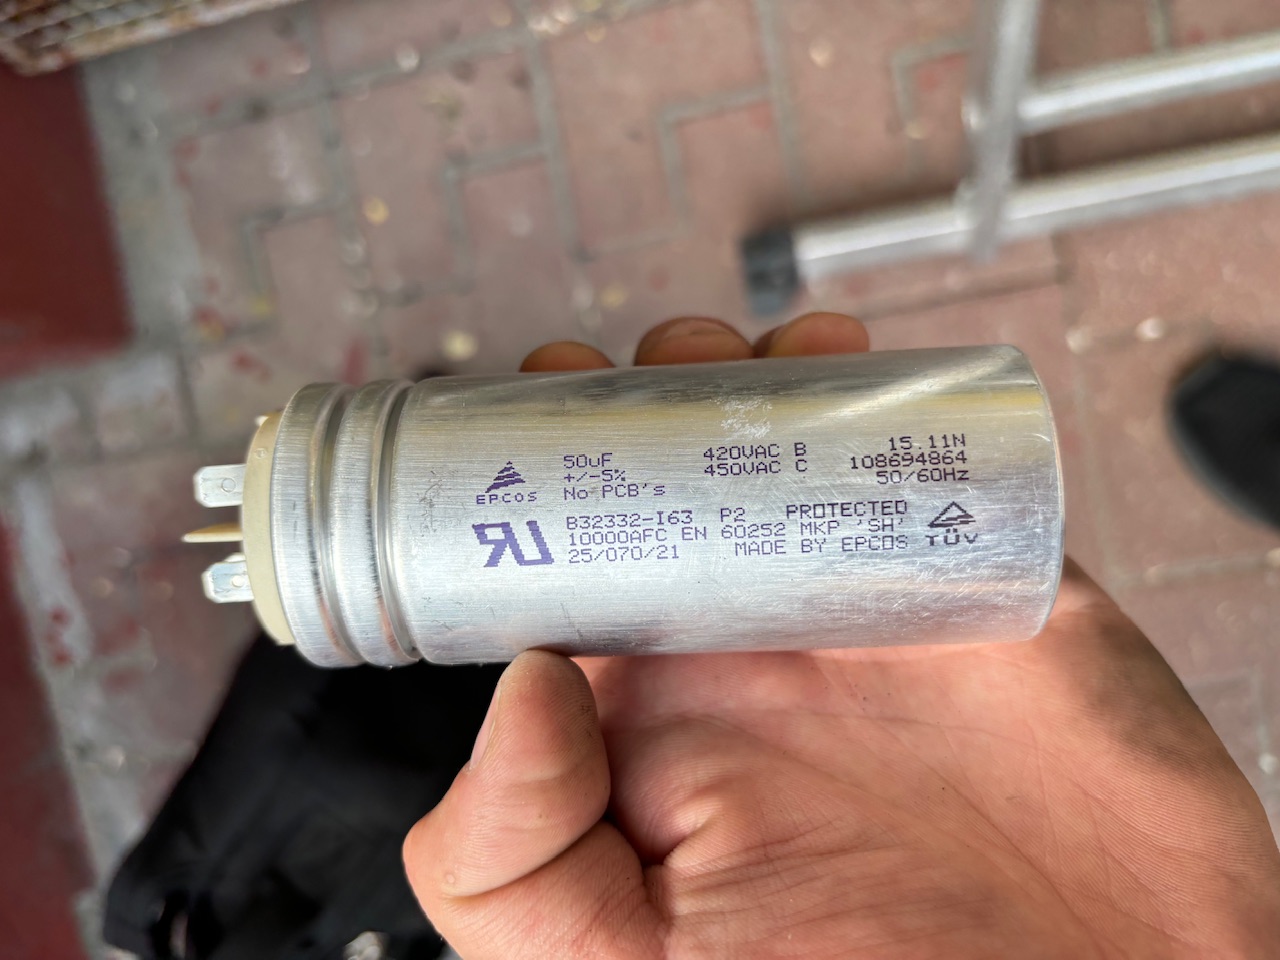 EPCOS
50uF
+/-5%
No PCB's
420VAC B
450VAC C
15.11N
108694864
50/60Hz
B32332-I63 P2 PROTECTED
10000AFC EN 60252 MKP 'SH'
25/070/21 MADE BY EPCOS
TÜV